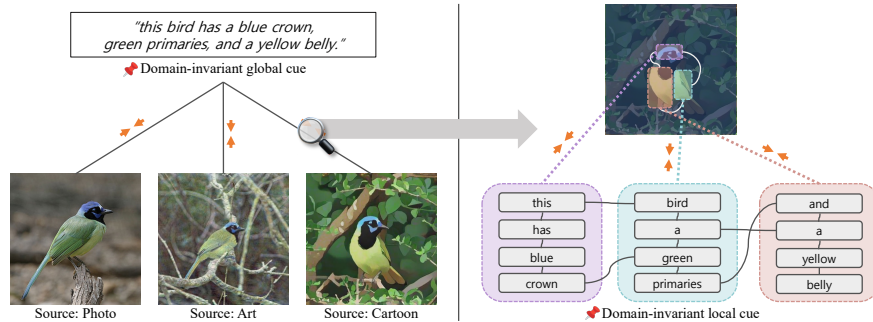 "this bird has a blue crown,
green primaries, and a yellow belly."
Domain-invariant global cue
Source: Photo
Source: Art
Source: Cartoon
this
has
blue
crown
bird
a
green
primaries
and
a
yellow
belly
Domain-invariant local cue